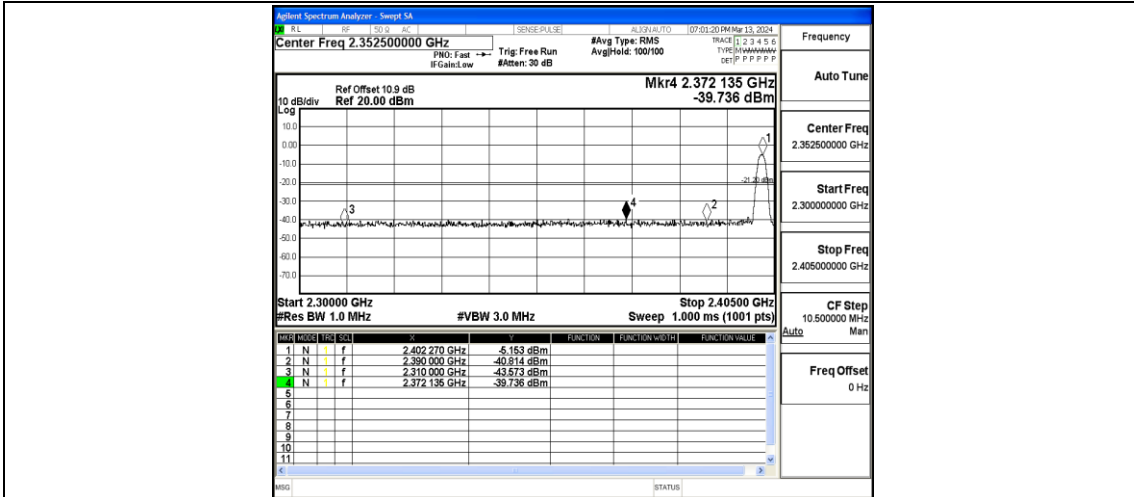 Agilent Spectrum Analyzer - Swept SA
RL RF 50 Ω AC SENSE:PULSE ALIGN AUTO 07:01:20 PM Mar 13, 2024
Center Freq 2.352500000 GHz
PNO: Fast
IFGain:Low
Trig: Free Run
#Atten: 30 dB
#Avg Type: RMS
Avg|Hold: 100/100
TRACE 1 2 3 4 5 6
TYPE MWWWWW
DET P P P P P P
Frequency
Auto Tune
Center Freq
2.352500000 GHz
Start Freq
2.300000000 GHz
Stop Freq
2.405000000 GHz
CF Step
10.500000 MHz
Auto Man
Freq Offset
0 Hz
Mkr4 2.372 135 GHz
-39.736 dBm
Ref Offset 10.9 dB
10 dB/div Ref 20.00 dBm
Log
10.0
0.00
-10.0
-20.0
-30.0
-40.0
-50.0
-60.0
-70.0
1
-21.20 dBm
2
4
3
Start 2.30000 GHz Stop 2.40500 GHz
#Res BW 1.0 MHz #VBW 3.0 MHz Sweep 1.000 ms (1001 pts)
MKR MODE TRC SCL X Y FUNCTION FUNCTION WIDTH FUNCTION VALUE
1 N 1 f 2.402 270 GHz -5.153 dBm
2 N 1 f 2.390 000 GHz -40.814 dBm
3 N 1 f 2.310 000 GHz -43.573 dBm
4 N 1 f 2.372 135 GHz -39.736 dBm
5
6
7
8
9
10
11
MSG STATUS